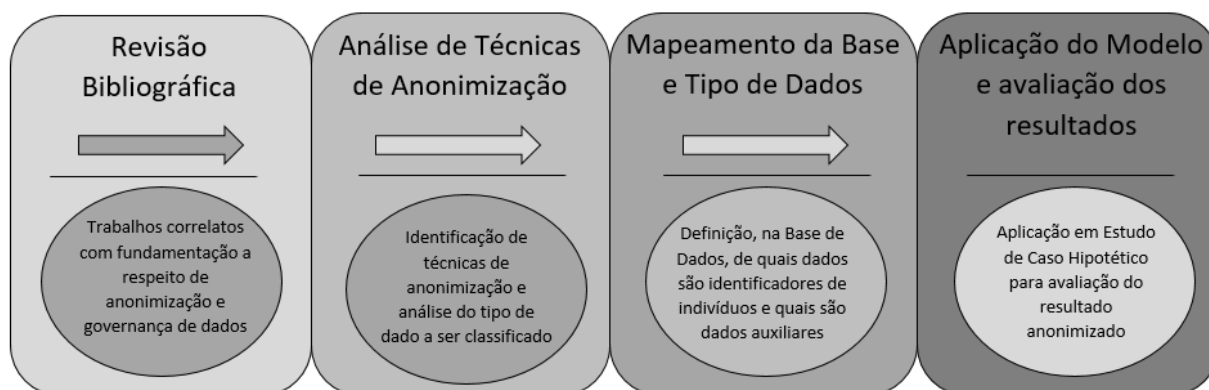 Revisão
Bibliográfica
Trabalhos correlatos
com fundamentação a
respeito de
anonimização e
governança de dados
Análise de Técnicas
de Anonimização
Identificação de
técnicas de
anonimização e
análise do tipo de
dado a ser classificado
Mapeamento da Base
e Tipo de Dados
Definição, na Base de
Dados, de quais dados
são identificadores de
indivíduos e quais são
dados auxiliares
Aplicação do Modelo
e avaliação dos
resultados
Aplicação em Estudo
de Caso Hipotético
para avaliação do
resultado
anonimizado